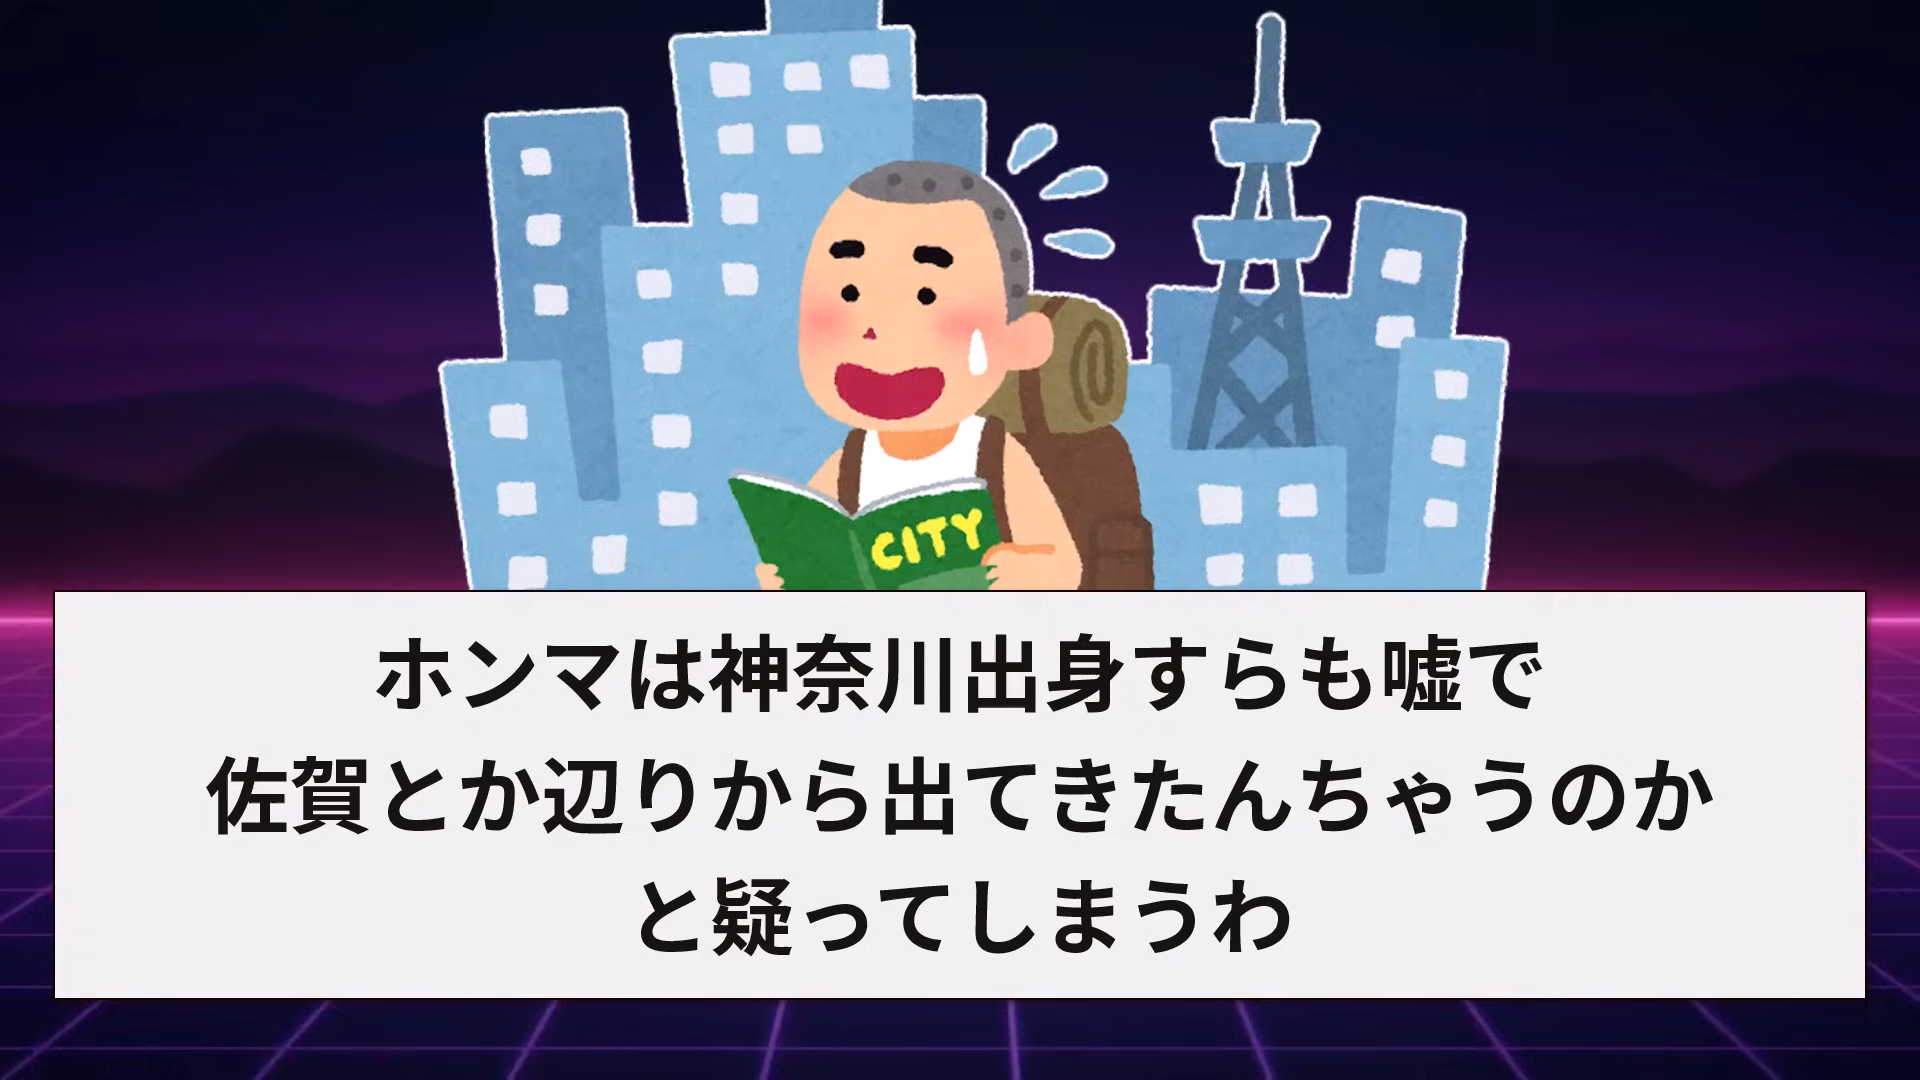 CITY
ホンマは神奈川出身すらも嘘で
佐賀とか辺りから出てきたんちゃうのか
と疑ってしまうわ